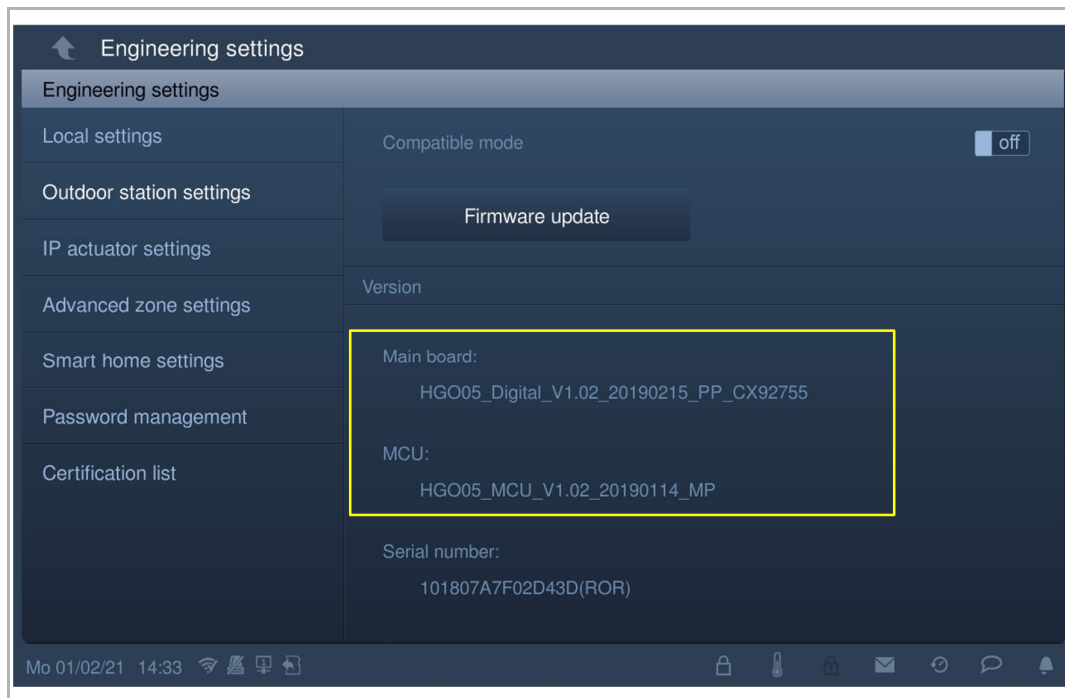 Engineering settings
Engineering settings
Local settings
Outdoor station settings
IP actuator settings
Advanced zone settings
Smart home settings
Password management
Certification list
Compatible mode
off
Firmware update
Version
Main board:
HGO05_Digital_V1.02_20190215_PP_CX92755
MCU:
HGO05_MCU_V1.02_20190114_MP
Serial number:
101807A7F02D43D(ROR)
Mo 01/02/21 14:33